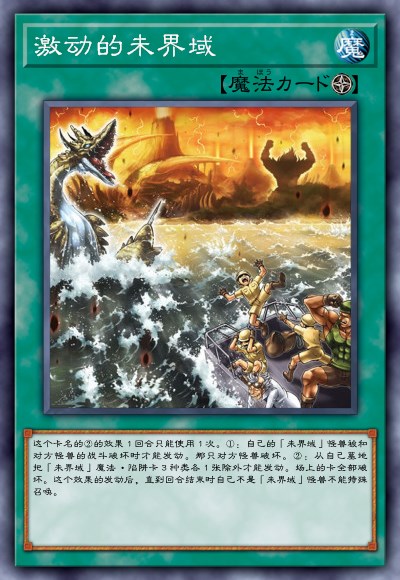 激动的未界域
魔
【魔法カード】
まほう
这个卡名的②的效果1回合只能使用1次。①：自己的「未界域」怪兽被和
对方怪兽的战斗破坏时才能发动。那只对方怪兽破坏。②：从自己墓地
把「未界域」魔法·陷阱卡3种类各1张除外才能发动。场上的卡全部破
坏。这个效果的发动后，直到回合结束时自己不是「未界域」怪兽不能特殊
召唤。